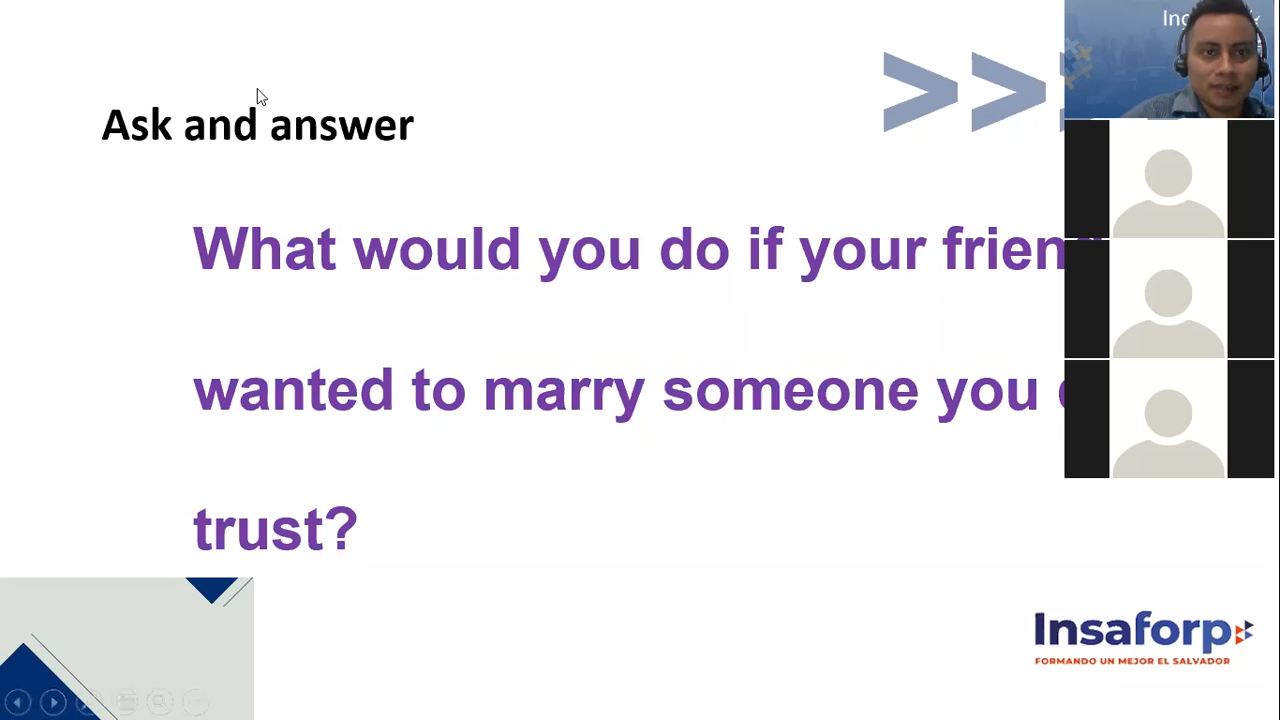 Ask and answer
What would you do if your friend
wanted to marry someone you
trust?
Insaforp
FORMANDO UN MEJOR EL SALVADOR